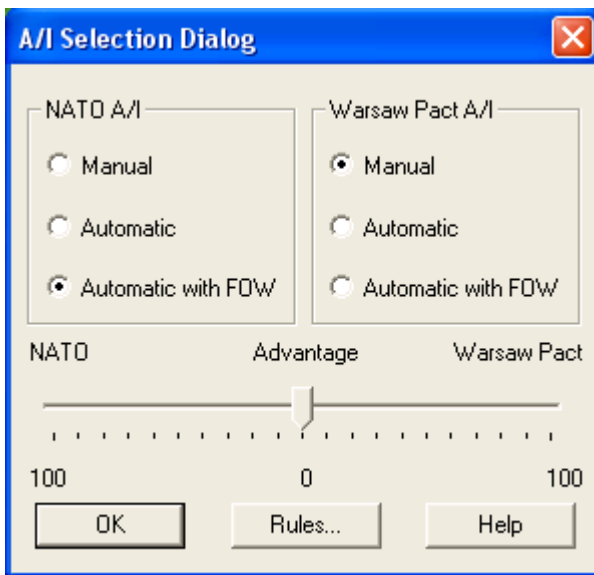 A/I Selection Dialog
NATO A/I
Warsaw Pact A/I
Manual
Manual
Automatic
Automatic
Automatic with FOW
Automatic with FOW
NATO Advantage Warsaw Pact
100 0 100
OK Rules... Help